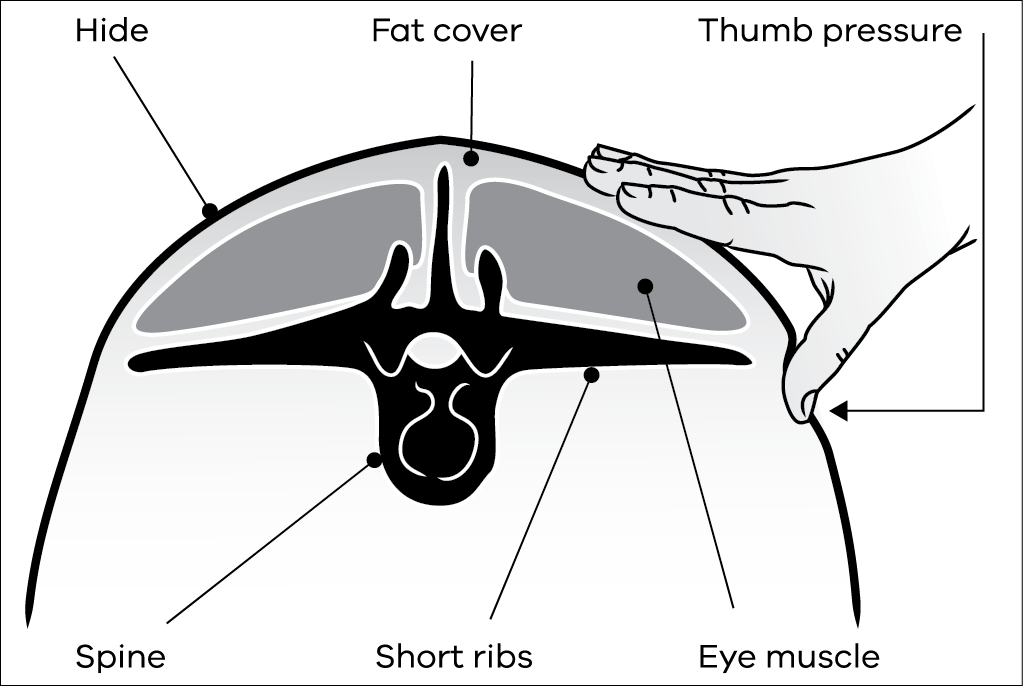 Hide
Fat cover
Thumb pressure
Spine
Short ribs
Eye muscle